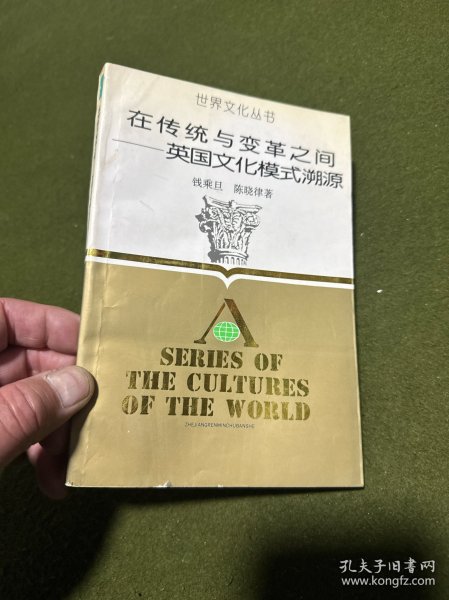 世界文化丛书
在传统与变革之间
——英国文化模式溯源
钱乘旦 陈晓律著
A
SERIES OF
THE CULTURES
OF THE WORLD
ZHEJIANGRENMINCHUBANSHE
孔夫子旧书网
www.kongfz.com